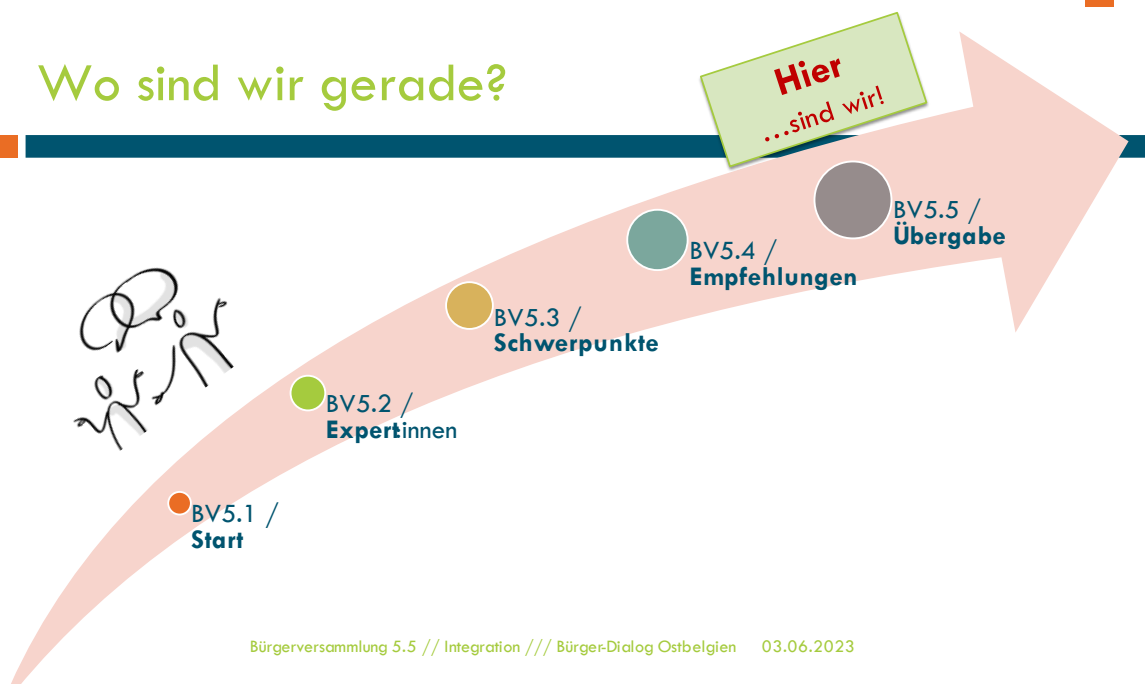 Wo sind wir gerade?
Hier
...sind wir!
BV5.5 /
Übergabe
BV5.4 /
Empfehlungen
BV5.3 /
Schwerpunkte
BV5.2 /
Expertinnen
BV5.1 /
Start
Bürgerversammlung 5.5 // Integration /// Bürger-Dialog Ostbelgien 03.06.2023